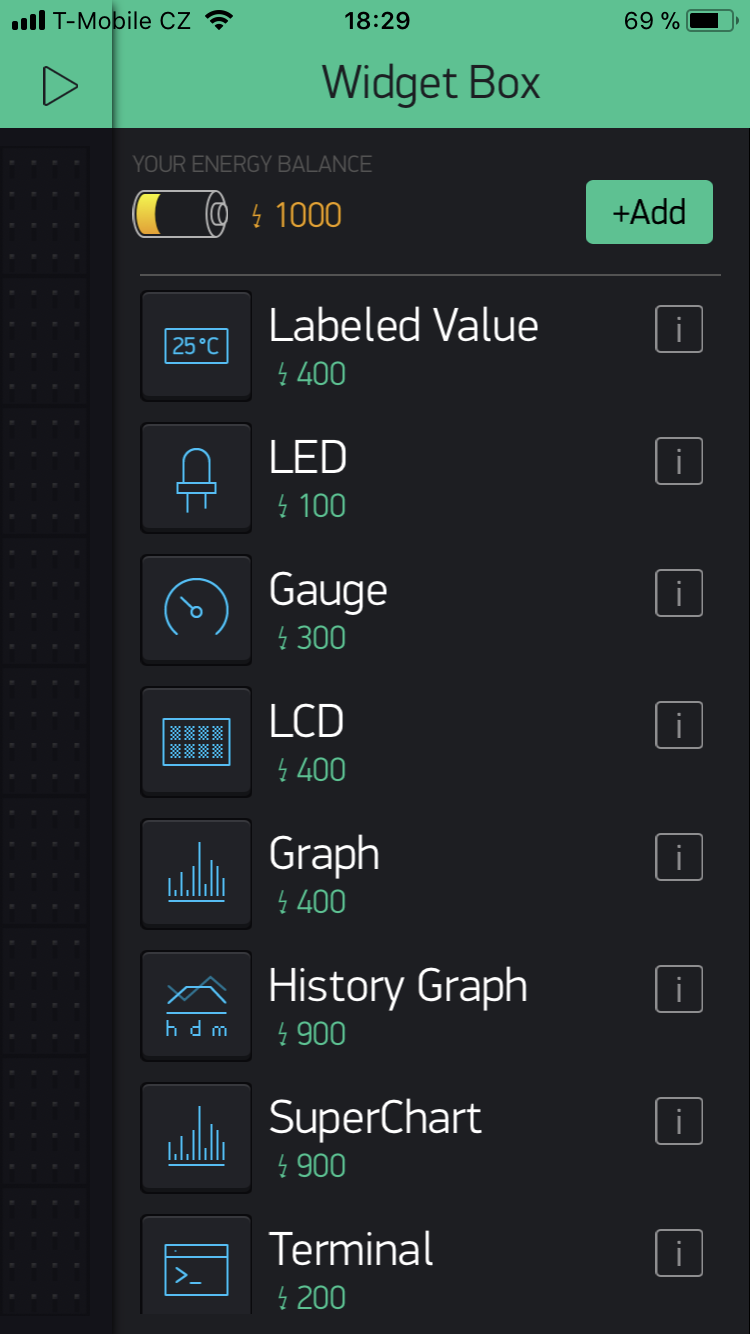 T-Mobile CZ 18:29 69 %
Widget Box
YOUR ENERGY BALANCE
1000
+Add
25°C
Labeled Value
i
400
LED
i
100
Gauge
i
300
LCD
i
400
Graph
i
400
History Graph
i
h d m
900
SuperChart
i
900
Terminal
i
>_
200